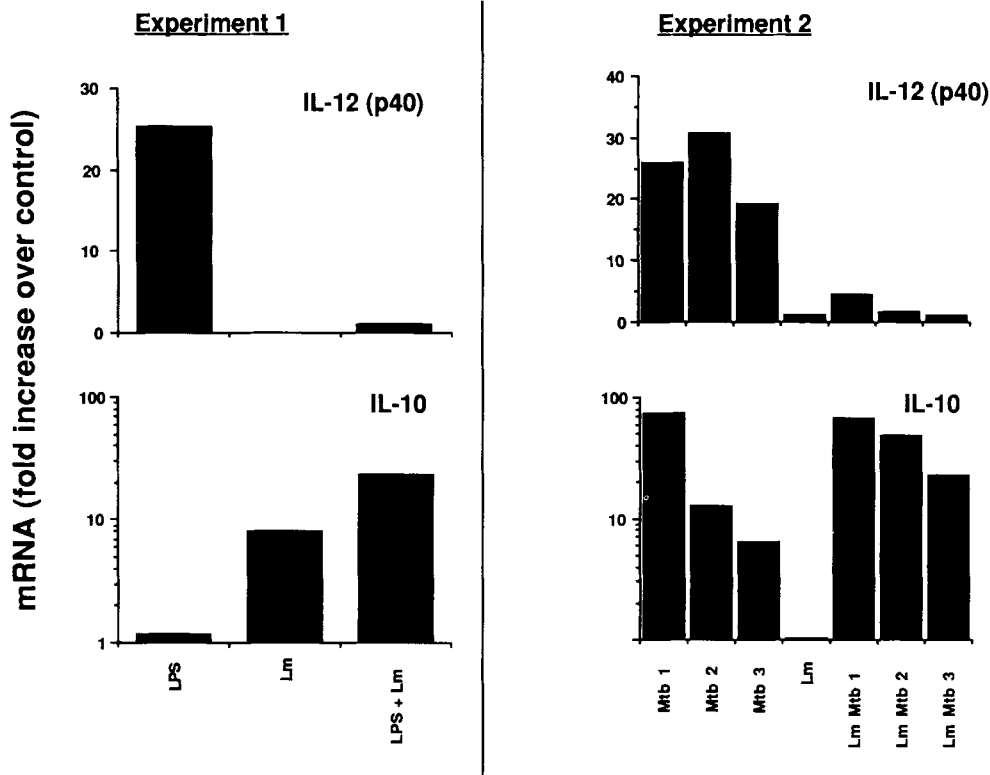 Experiment 1
Experiment 2
mRNA (fold increase over control)
IL-12 (p40)
30
20
10
0
IL-10
100
10
1
LPS
Lm
LPS + Lm
IL-12 (p40)
40
30
20
10
0
IL-10
100
10
Mtb 1
Mtb 2
Mtb 3
Lm
Lm Mtb 1
Lm Mtb 2
Lm Mtb 3